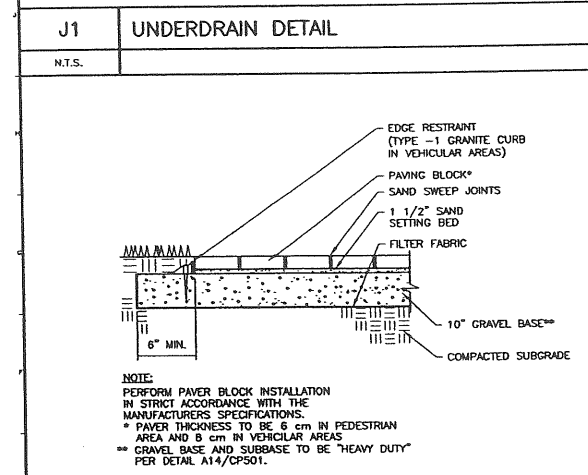 J1 UNDERDRAIN DETAIL
N.T.S.
EDGE RESTRAINT
(TYPE -1 GRANITE CURB
IN VEHICULAR AREAS)
PAVING BLOCK*
SAND SWEEP JOINTS
1 1/2" SAND
SETTING BED
FILTER FABRIC
10" GRAVEL BASE**
6" MIN.
COMPACTED SUBGRADE
NOTE:
PERFORM PAVER BLOCK INSTALLATION
IN STRICT ACCORDANCE WITH THE
MANUFACTURERS SPECIFICATIONS.
* PAVER THICKNESS TO BE 6 cm IN PEDESTRIAN
AREA AND 8 cm IN VEHICILAR AREAS
** GRAVEL BASE AND SUBBASE TO BE "HEAVY DUTY"
PER DETAIL A14/CP501.